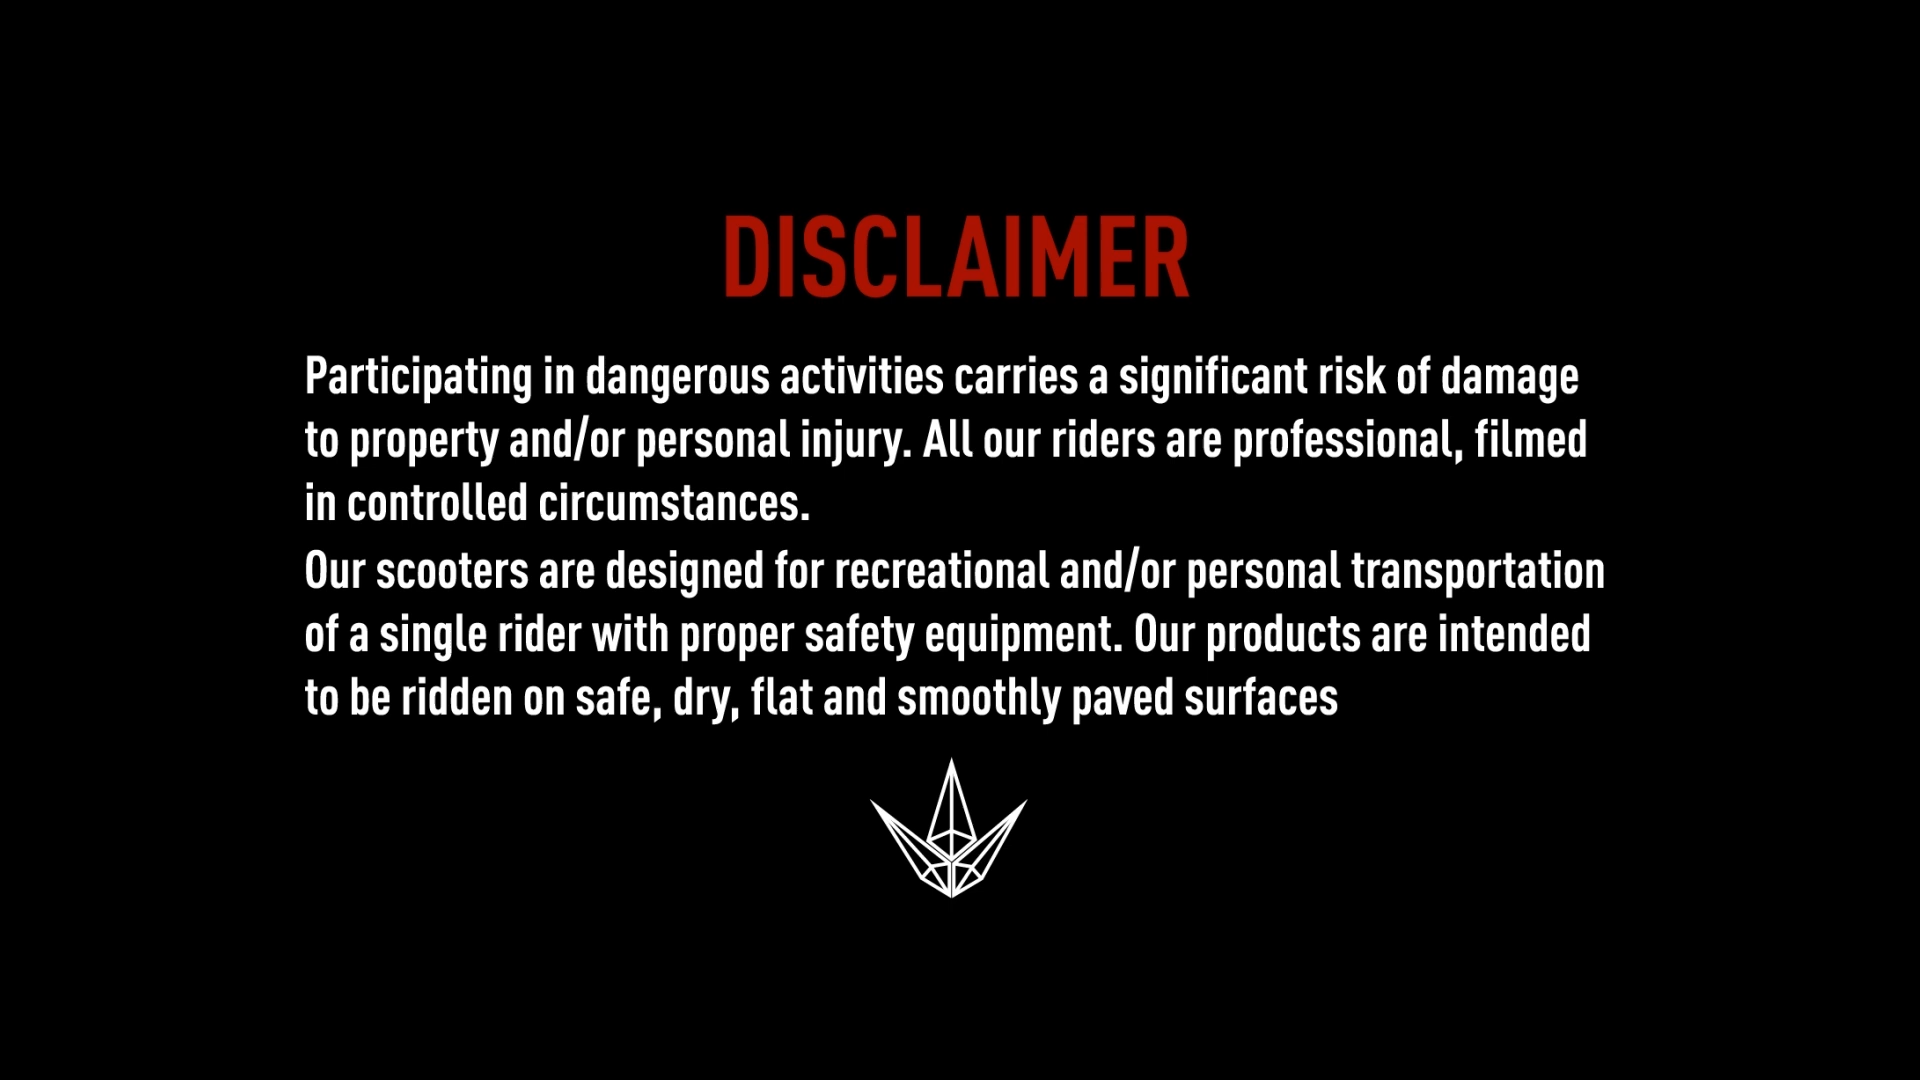 DISCLAIMER
Participating in dangerous activities carries a significant risk of damage
to property and/or personal injury. All our riders are professional, filmed
in controlled circumstances.
Our scooters are designed for recreational and/or personal transportation
of a single rider with proper safety equipment. Our products are intended
to be ridden on safe, dry, flat and smoothly paved surfaces